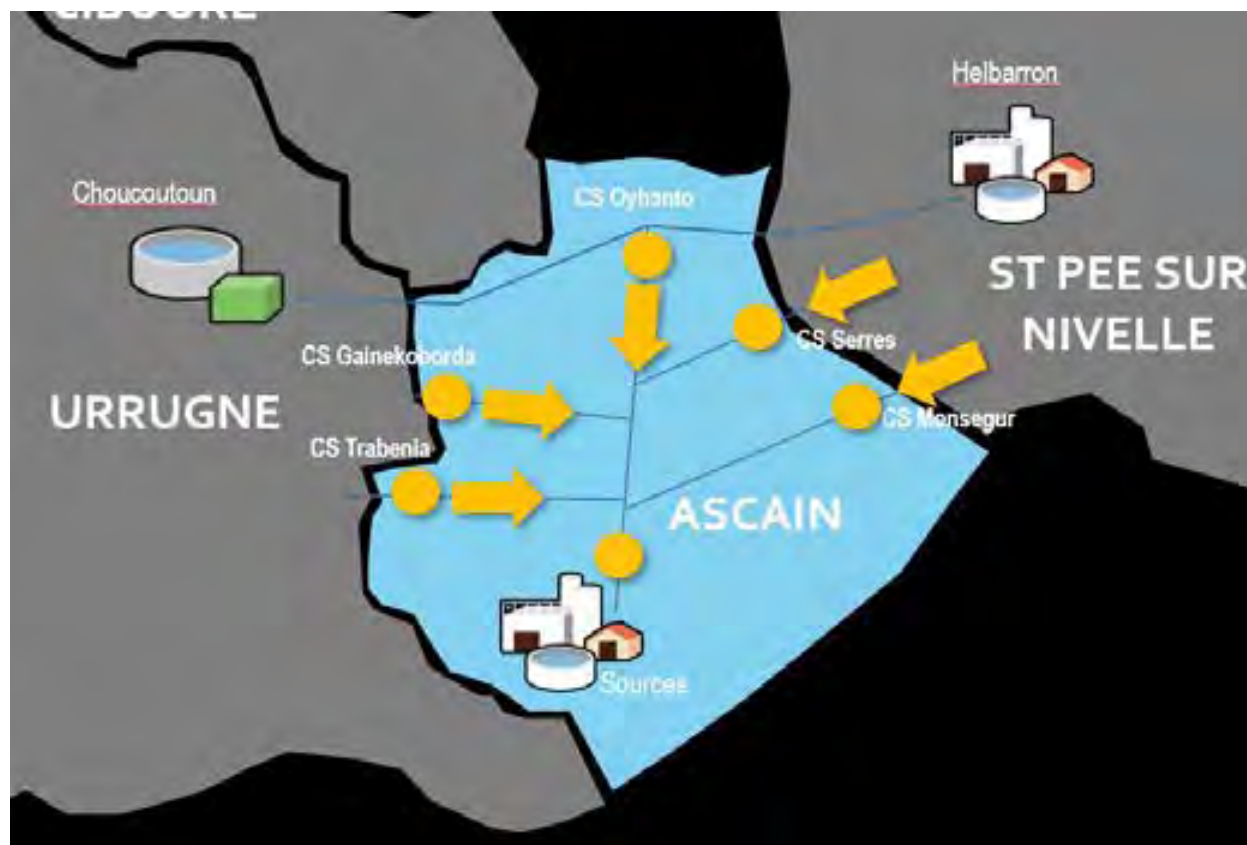 CIBOURE
Helbarron
Choucoutoun
CS Oyhanto
ST PEE SUR
NIVELLE
CS Serres
CS Gainekoborda
URRUGNE
CS Monsegur
CS Trabenia
ASCAIN
Sources